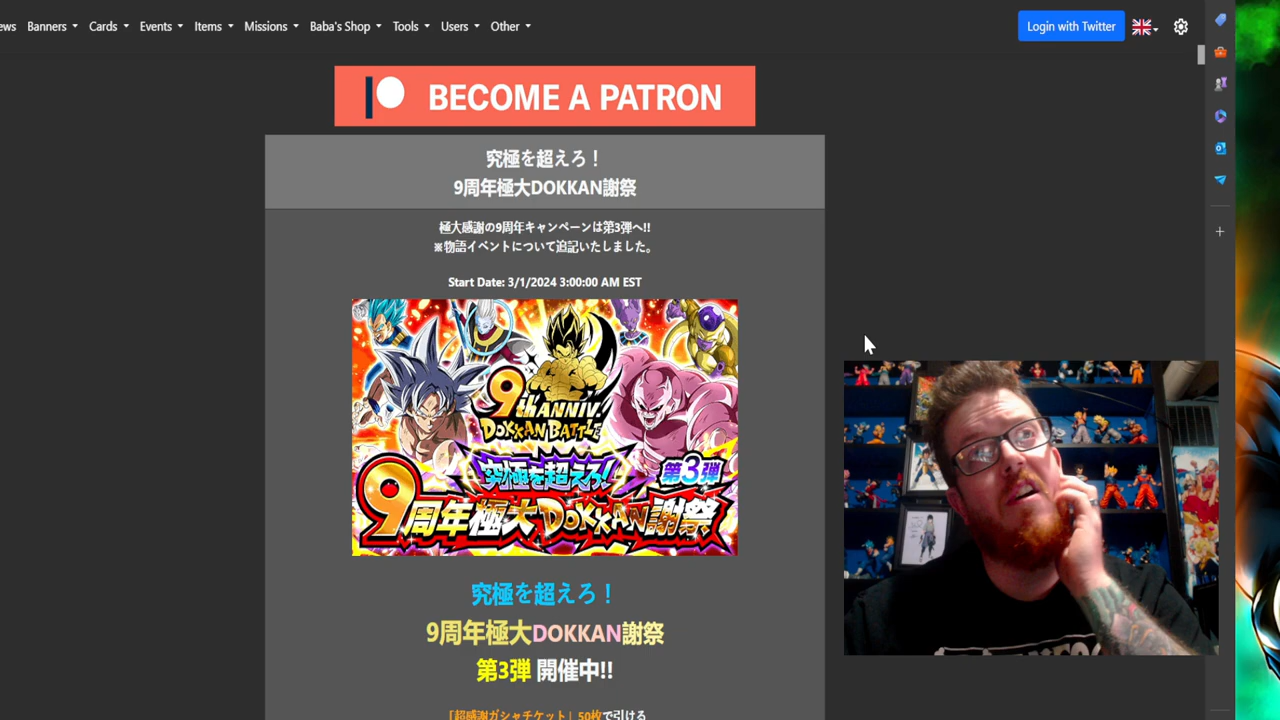 ews Banners Cards Events Items Missions Baba's Shop Tools Users Other Login with Twitter
BECOME A PATRON
究極を超えろ！
9周年極大DOKKAN謝祭
極大感謝の9周年キャンペーンは第3弾へ!!
※物語イベントについて追記いたしました。
Start Date: 3/1/2024 3:00:00 AM EST
9thANNIV.
DOKKAN BATTLE
究極を超えろ!
第3弾
9周年極大DOKKAN謝祭
究極を超えろ！
9周年極大DOKKAN謝祭
第3弾 開催中!!
「超感謝ガシャチケット」50枚で引ける